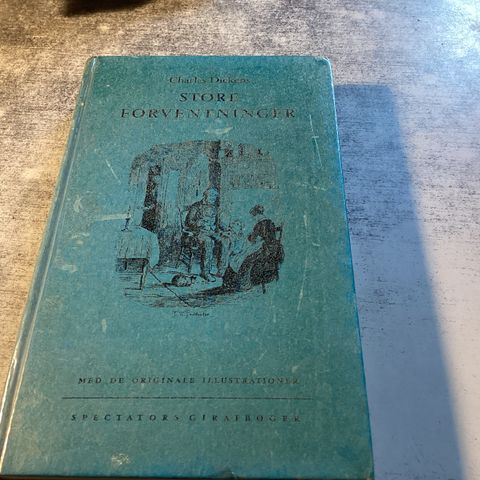 Charles Dickens
STORE
FORVENTNINGER
MED DE ORIGINALE ILLUSTRATIONER
SPECTATORS GIRAFBØGER